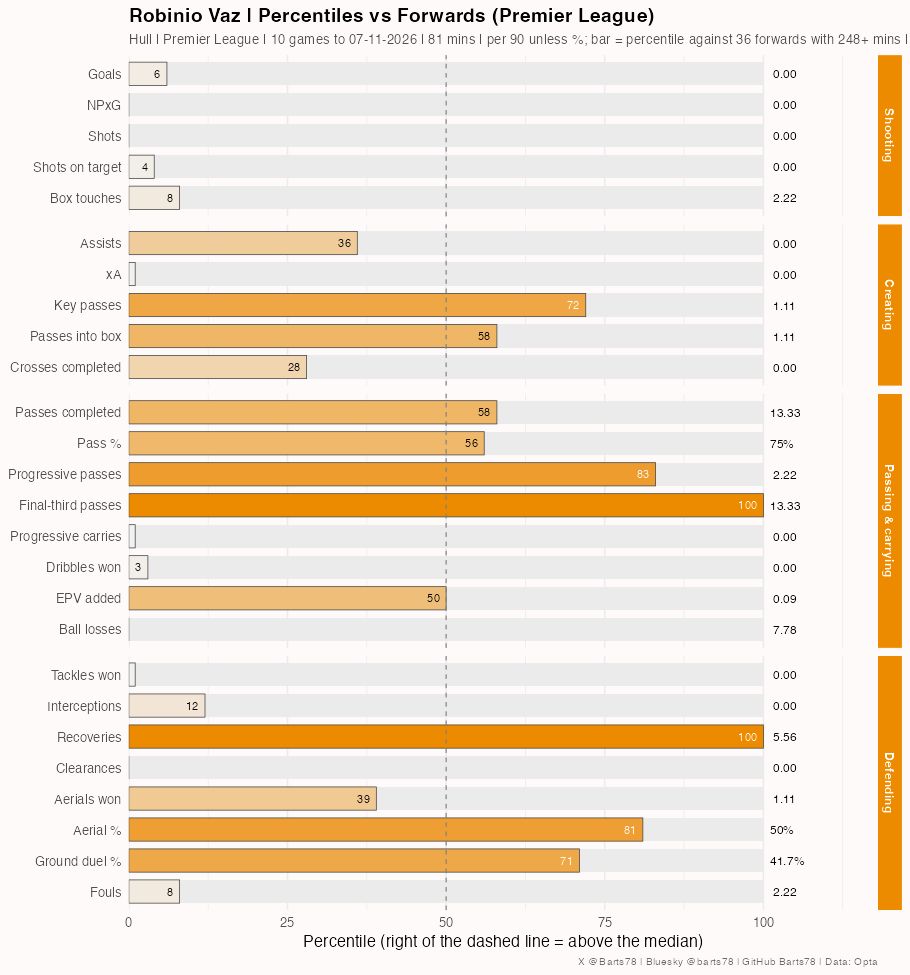 Robinio Vaz | Percentiles vs Forwards (Premier League)
Hull | Premier League | 10 games to 07-11-2026 | 81 mins | per 90 unless %; bar = percentile against 36 forwards with 248+ mins |
Goals 6 0.00
NPxG 0.00
Shots 0.00
Shots on target 4 0.00
Box touches 8 2.22
Shooting
Assists 36 0.00
xA 0.00
Key passes 72 1.11
Passes into box 58 1.11
Crosses completed 28 0.00
Creating
Passes completed 58 13.33
Pass % 56 75%
Progressive passes 83 2.22
Final-third passes 100 13.33
Progressive carries 0.00
Dribbles won 3 0.00
EPV added 50 0.09
Ball losses 7.78
Passing & carrying
Tackles won 0.00
Interceptions 12 0.00
Recoveries 100 5.56
Clearances 0.00
Aerials won 39 1.11
Aerial % 81 50%
Ground duel % 71 41.7%
Fouls 8 2.22
Defending
0 25 50 75 100
Percentile (right of the dashed line = above the median)
X @Barts78 | Bluesky @barts78 | GitHub Barts78 | Data: Opta